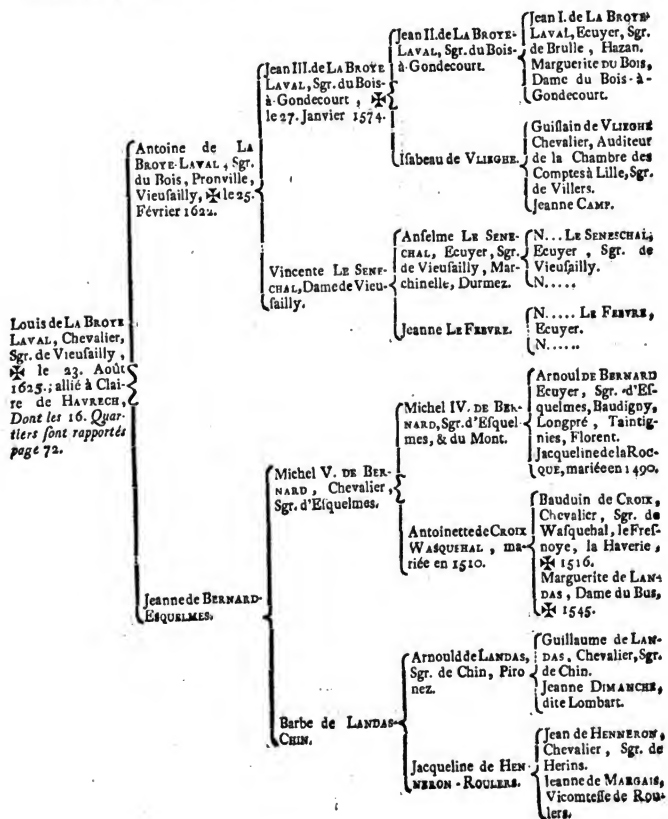 Louis de LA BROYE
LAVAL, Chevalier,
Sgr. de Vieuſailly,
✠ le 23. Août
1625.; allié à Clai-
re de HAVRECH,
Dont les 16. Quar-
tiers ſont rapportés
page 72.
Antoine de LA
BROYE-LAVAL, Sgr.
du Bois, Pronville,
Vieuſailly, ✠ le 25.
Février 1622.
Jean III. de LA BROYE
LAVAL, Sgr. du Bois-
à-Gondecourt, ✠
le 27. Janvier 1574.
Jean II. de LA BROYE-
LAVAL, Sgr. du Bois-
à-Gondecourt.
Jean I. de LA BROYE-
LAVAL, Ecuyer, Sgr.
de Brulle, Hazan.
Marguerite DU BOIS,
Dame du Bois-à-
Gondecourt.
Iſabeau de VLIEGHE.
Guiſlain de VLIEGHE
Chevalier, Auditeur
de la Chambre des
Comptes à Lille, Sgr.
de Villers.
Jeanne CAMP.
Vincente LE SENE-
CHAL, Dame de Vieu-
ſailly.
Anſelme LE SENE-
CHAL, Ecuyer, Sgr.
de Vieuſailly, Mar-
chinelle, Durmez.
N... LE SENESCHAL,
Ecuyer, Sgr. de
Vieuſailly.
N.....
Jeanne LE FEBVRE.
N..... LE FEBVRE,
Ecuyer.
N......
Jeanne de BERNARD-
ESQUELMES.
Michel V. DE BER-
NARD, Chevalier,
Sgr. d'Eſquelmes.
Michel IV. DE BER-
NARD, Sgr. d'Eſquel-
mes, & du Mont.
Arnoul DE BERNARD
Ecuyer, Sgr. d'Eſ-
quelmes, Baudigny,
Longpré, Taintig-
nies, Florent.
Jacqueline de la ROC-
QUE, mariée en 1490.
Antoinette de CROIX
WASQUEHAL, ma-
riée en 1510.
Bauduin de CROIX,
Chevalier, Sgr. de
Waſquehal, le Freſ-
noye, la Haverie,
✠ 1516.
Marguerite de LAN-
DAS, Dame du Bus,
✠ 1545.
Barbe de LANDAS-
CHIN.
Arnould de LANDAS,
Sgr. de Chin, Piro
nez.
Guillaume de LAN-
DAS, Chevalier, Sgr.
de Chin.
Jeanne DIMANCHE,
dite Lombart.
Jacqueline de HEN-
NERON-ROULERS.
Jean de HENNERON,
Chevalier, Sgr. de
Herins.
Jeanne de MARGAIS,
Vicomteſſe de Rou-
lers.